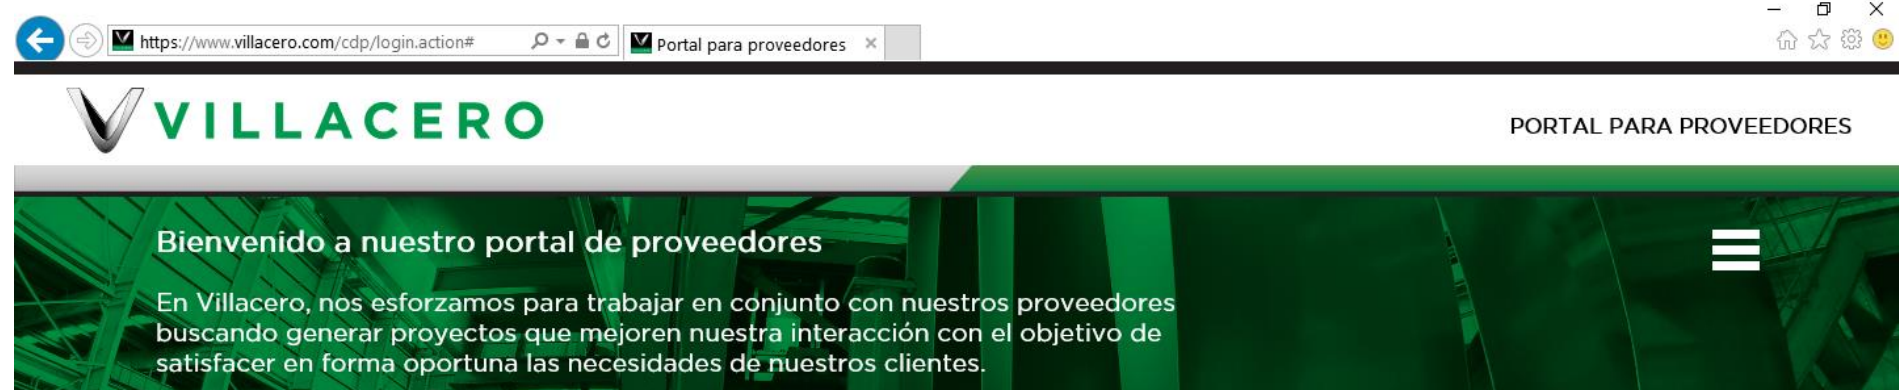 https://www.villacero.com/cdp/login.action#
Portal para proveedores
VILLACERO
PORTAL PARA PROVEEDORES
Bienvenido a nuestro portal de proveedores
En Villacero, nos esforzamos para trabajar en conjunto con nuestros proveedores
buscando generar proyectos que mejoren nuestra interacción con el objetivo de
satisfacer en forma oportuna las necesidades de nuestros clientes.